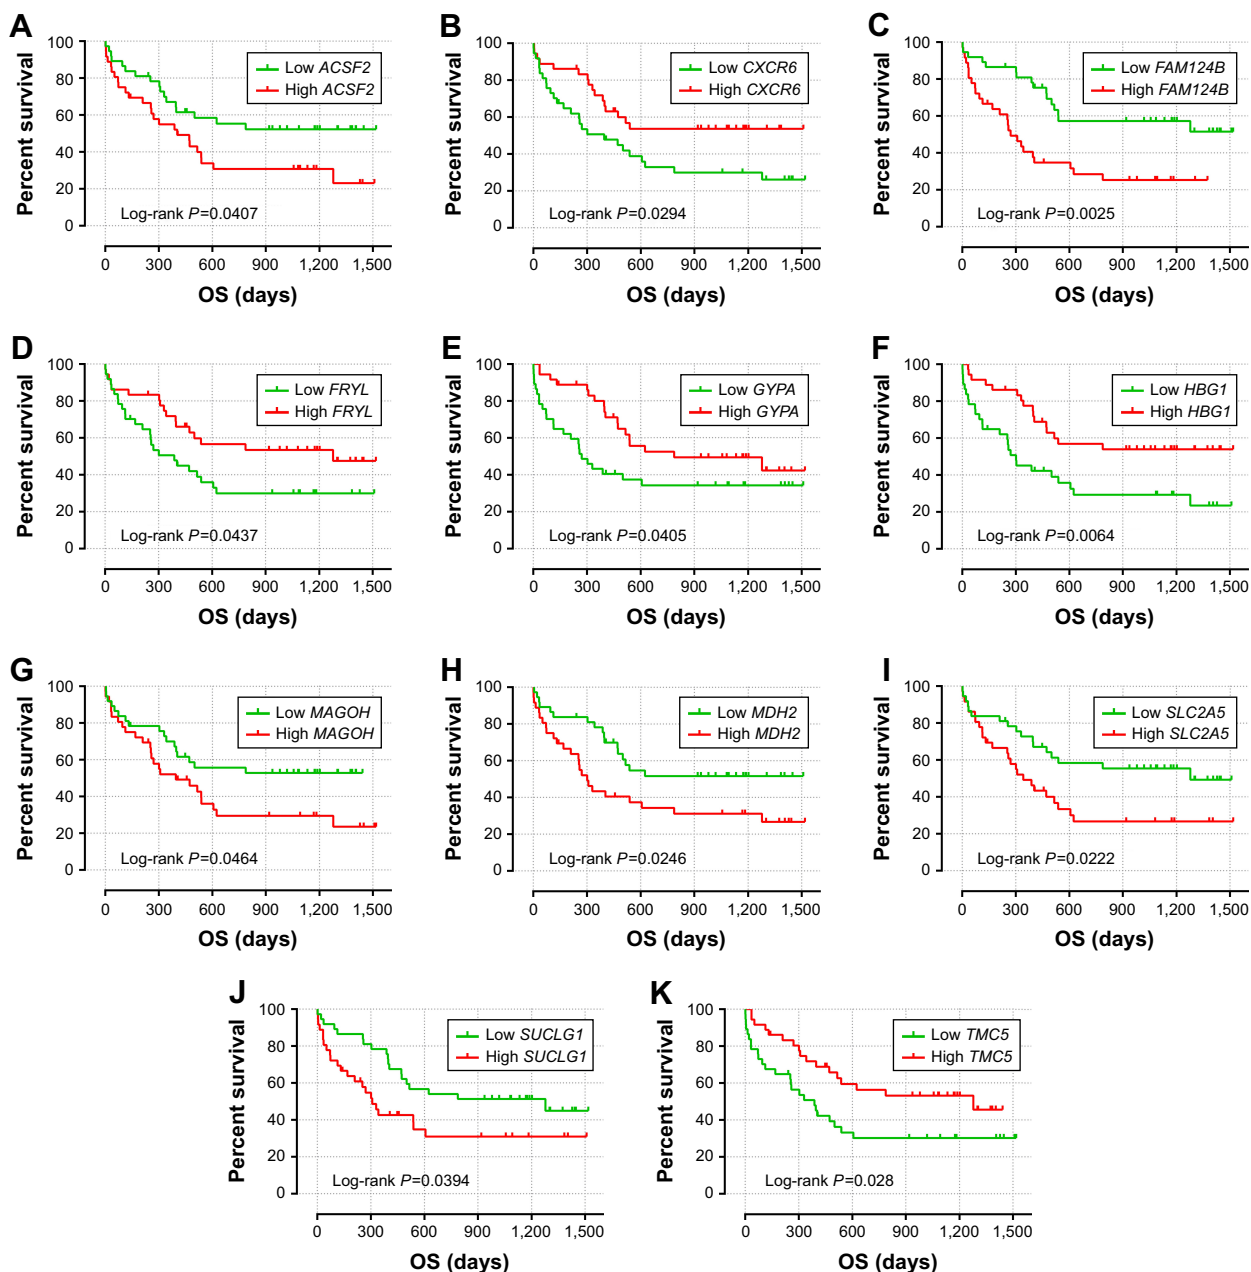 A
Percent survival
100
80
60
40
20
0
Low ACSF2
High ACSF2
Log-rank P=0.0407
0 300 600 900 1,200 1,500
OS (days)
B
Percent survival
100
80
60
40
20
0
Low CXCR6
High CXCR6
Log-rank P=0.0294
0 300 600 900 1,200 1,500
OS (days)
C
Percent survival
100
80
60
40
20
0
Low FAM124B
High FAM124B
Log-rank P=0.0025
0 300 600 900 1,200 1,500
OS (days)
D
Percent survival
100
80
60
40
20
0
Low FRYL
High FRYL
Log-rank P=0.0437
0 300 600 900 1,200 1,500
OS (days)
E
Percent survival
100
80
60
40
20
0
Low GYPA
High GYPA
Log-rank P=0.0405
0 300 600 900 1,200 1,500
OS (days)
F
Percent survival
100
80
60
40
20
0
Low HBG1
High HBG1
Log-rank P=0.0064
0 300 600 900 1,200 1,500
OS (days)
G
Percent survival
100
80
60
40
20
0
Low MAGOH
High MAGOH
Log-rank P=0.0464
0 300 600 900 1,200 1,500
OS (days)
H
Percent survival
100
80
60
40
20
0
Low MDH2
High MDH2
Log-rank P=0.0246
0 300 600 900 1,200 1,500
OS (days)
I
Percent survival
100
80
60
40
20
0
Low SLC2A5
High SLC2A5
Log-rank P=0.0222
0 300 600 900 1,200 1,500
OS (days)
J
Percent survival
100
80
60
40
20
0
Low SUCLG1
High SUCLG1
Log-rank P=0.0394
0 300 600 900 1,200 1,500
OS (days)
K
Percent survival
100
80
60
40
20
0
Low TMC5
High TMC5
Log-rank P=0.028
0 300 600 900 1,200 1,500
OS (days)